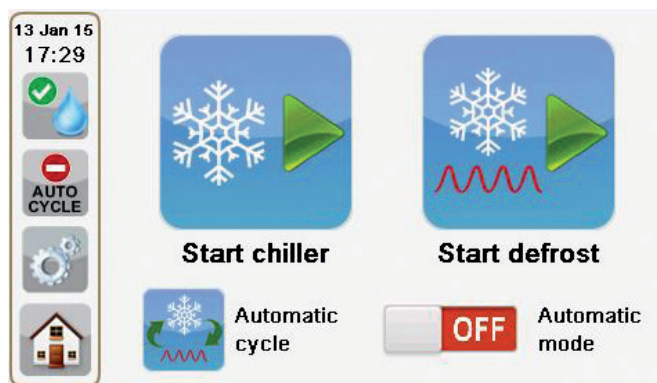 13 Jan 15
17:29
AUTO
CYCLE
Start chiller
Start defrost
Automatic
cycle
OFF
Automatic
mode